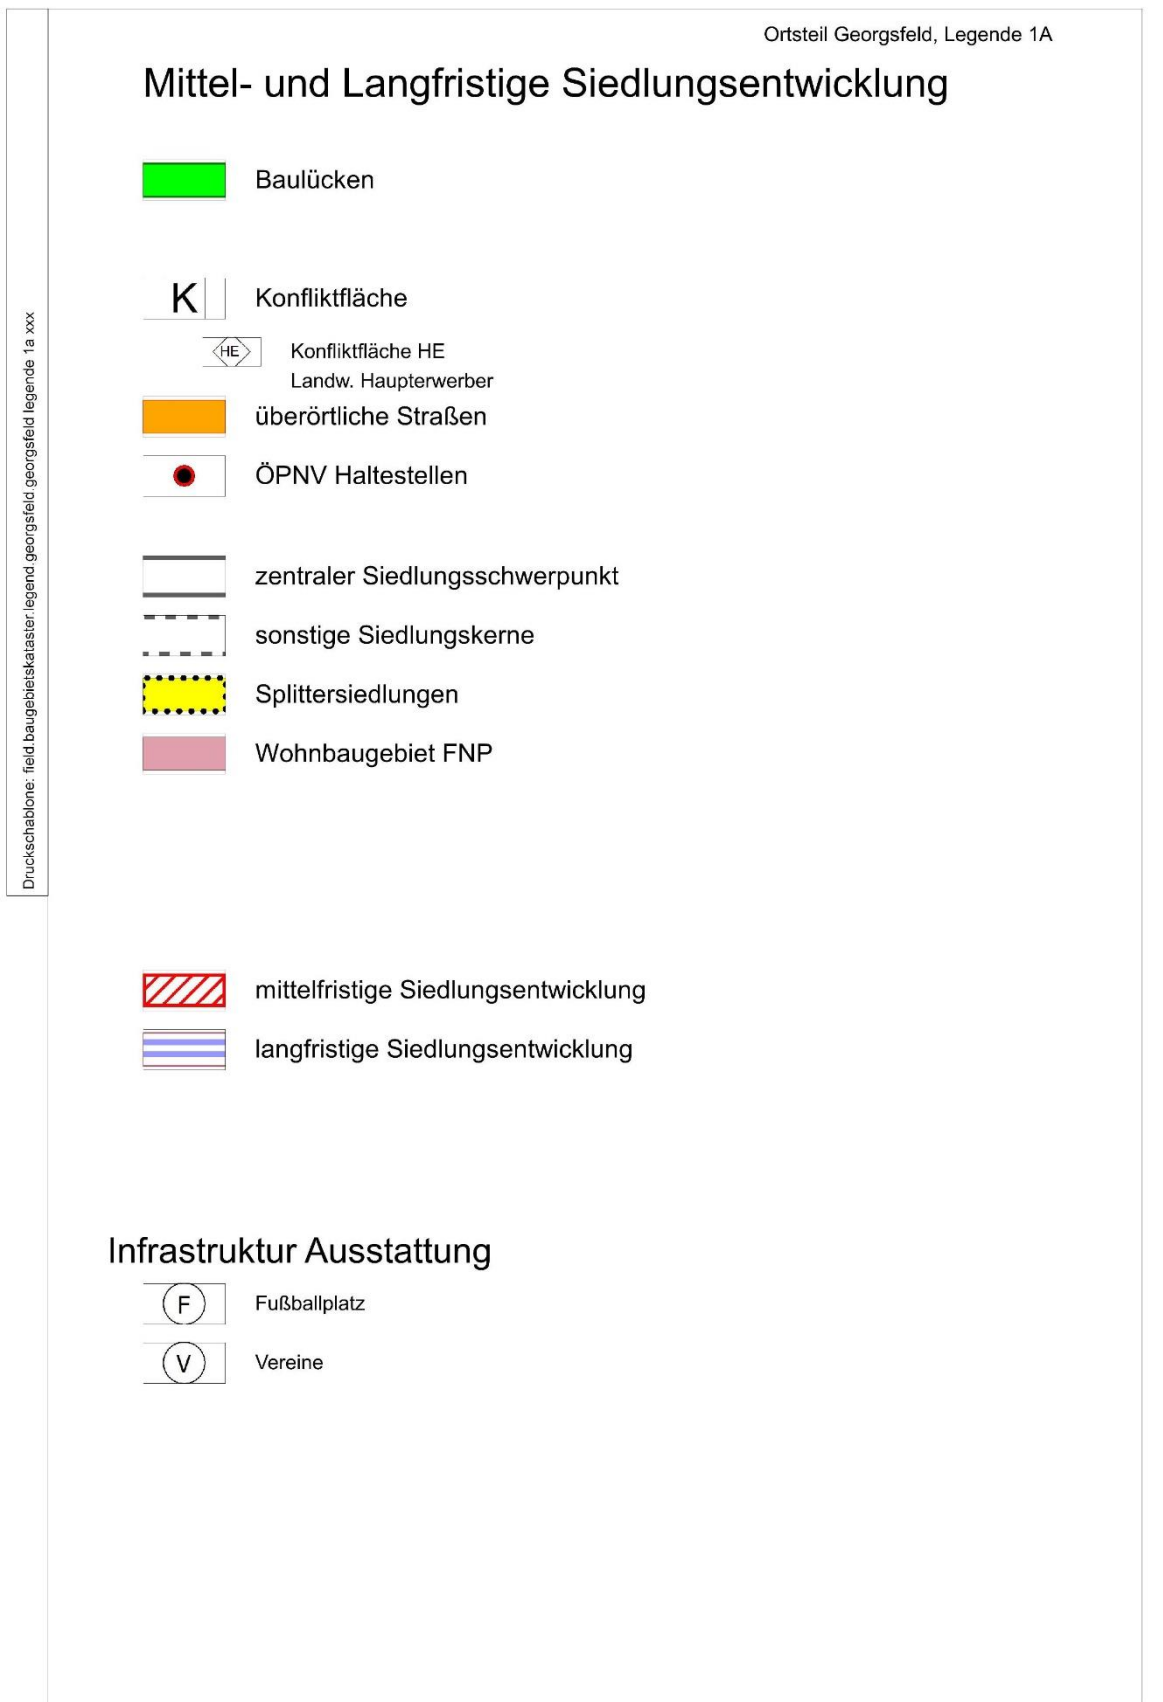 Ortsteil Georgsfeld, Legende 1A
Mittel- und Langfristige Siedlungsentwicklung
Baulücken
K
Konfliktfläche
HE
Konfliktfläche HE
Landw. Haupterwerber
überörtliche Straßen
ÖPNV Haltestellen
zentraler Siedlungsschwerpunkt
sonstige Siedlungskerne
Splittersiedlungen
Wohnbaugebiet FNP
mittelfristige Siedlungsentwicklung
langfristige Siedlungsentwicklung
Infrastruktur Ausstattung
F
Fußballplatz
V
Vereine
Druckschablone: field.baugebietskataster.legend.georgsfeld.georgsfeld legende 1a xxx